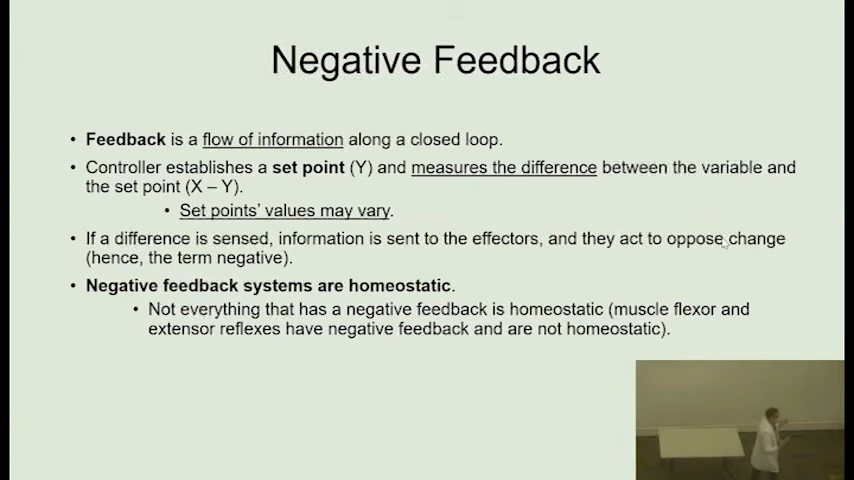 Negative Feedback
• Feedback is a flow of information along a closed loop.
• Controller establishes a set point (Y) and measures the difference between the variable and
the set point (X – Y).
• Set points' values may vary.
• If a difference is sensed, information is sent to the effectors, and they act to oppose change
(hence, the term negative).
• Negative feedback systems are homeostatic.
• Not everything that has a negative feedback is homeostatic (muscle flexor and
extensor reflexes have negative feedback and are not homeostatic).